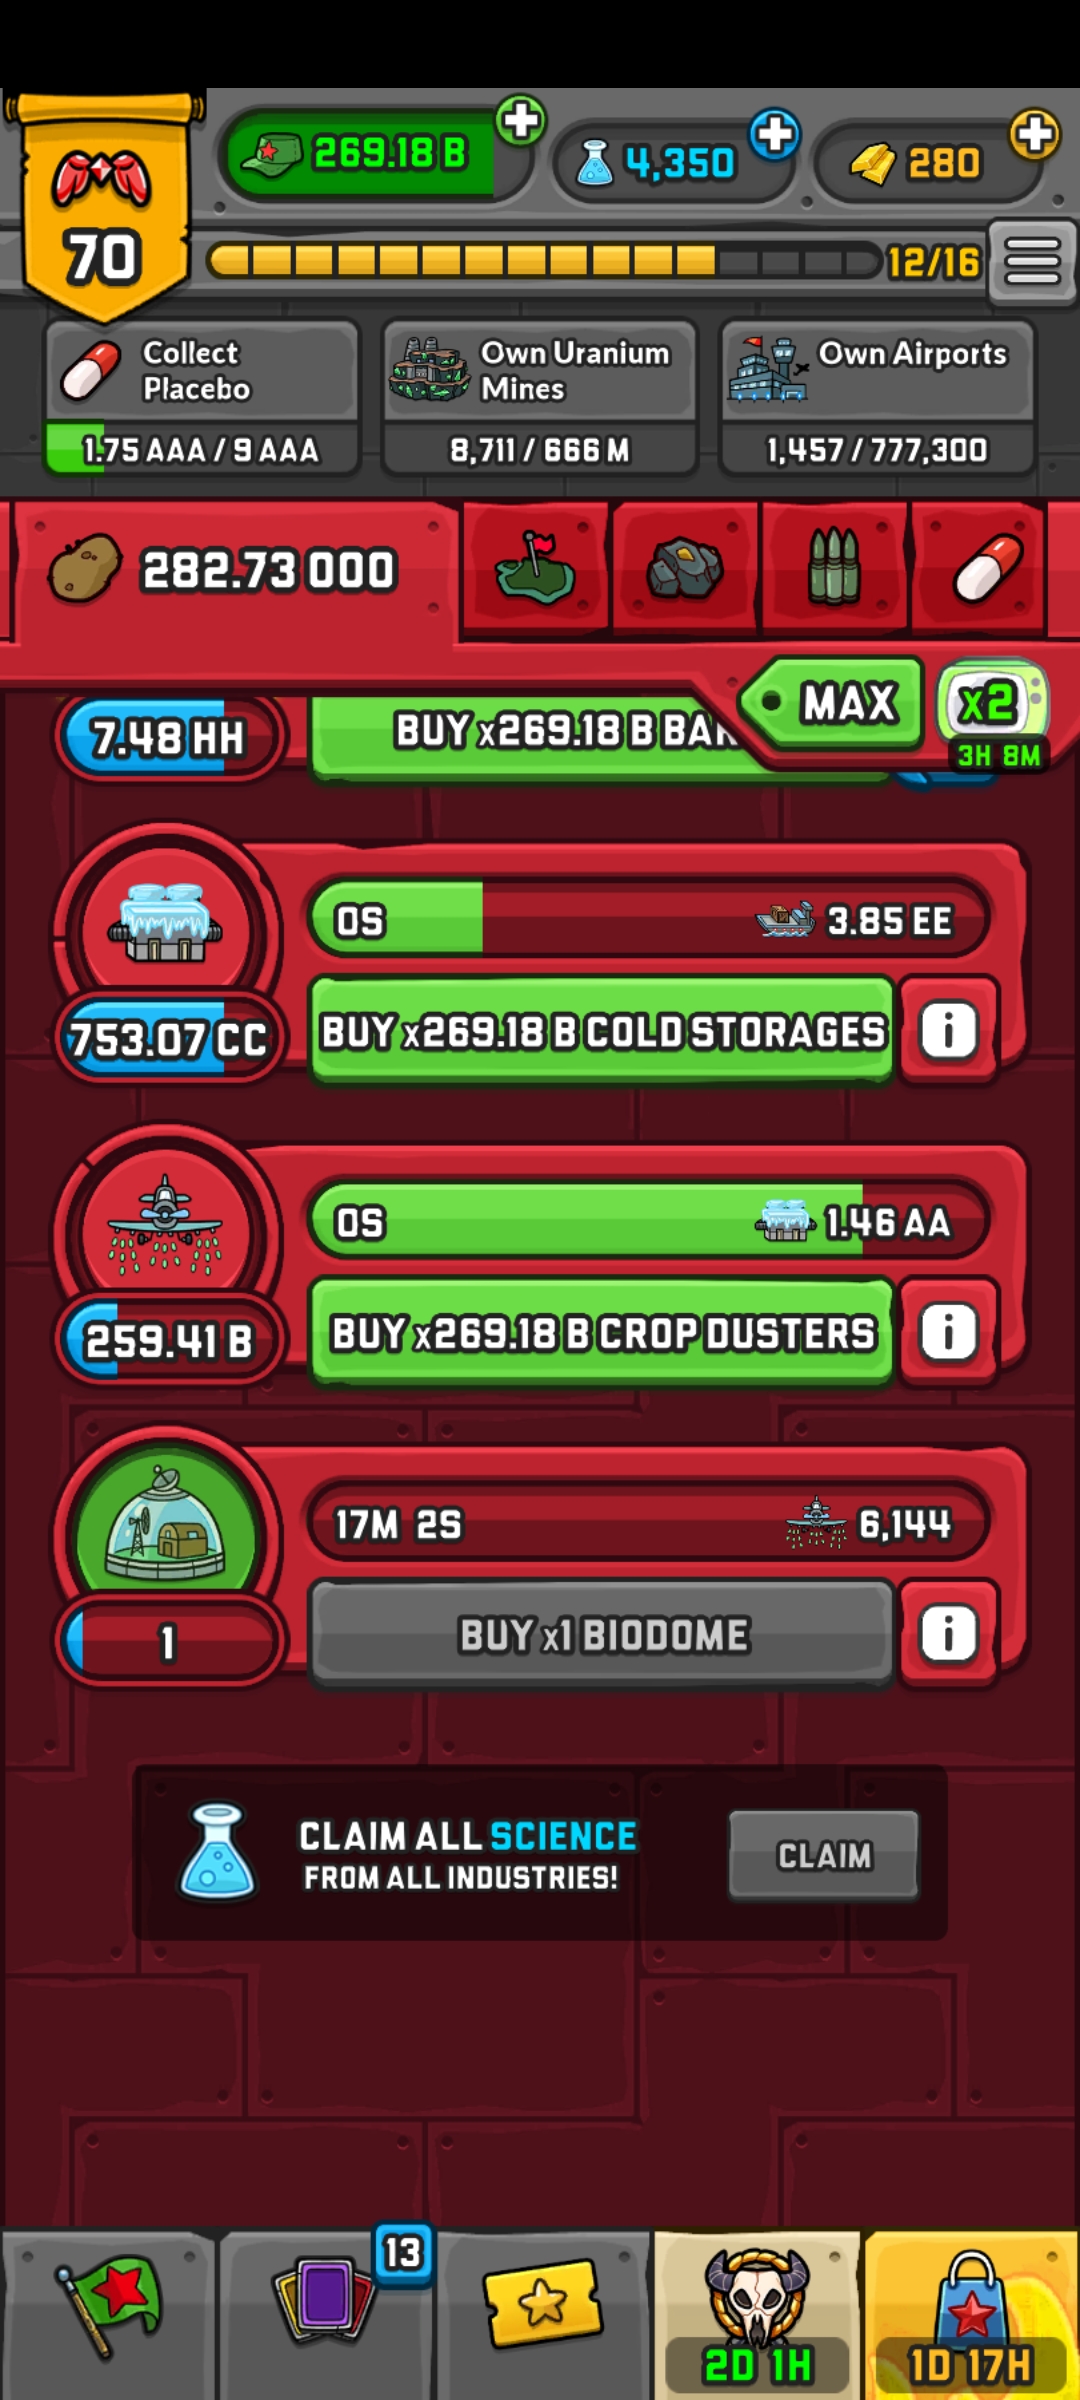 269.18 B
4,350
280
70
12/16
Collect
Placebo
1.75 AAA / 9 AAA
Own Uranium
Mines
8,711 / 666 M
Own Airports
1,457 / 777,300
282.73 OOO
MAX
x2
3H 8M
7.48 HH
BUY x269.18 B
0S
3.85 EE
753.07 CC
BUY x269.18 B COLD STORAGES
i
0S
1.46 AA
259.41 B
BUY x269.18 B CROP DUSTERS
i
17M 2S
6,144
1
BUY x1 BIODOME
i
CLAIM ALL SCIENCE
FROM ALL INDUSTRIES!
CLAIM
13
2D 1H
1D 17H